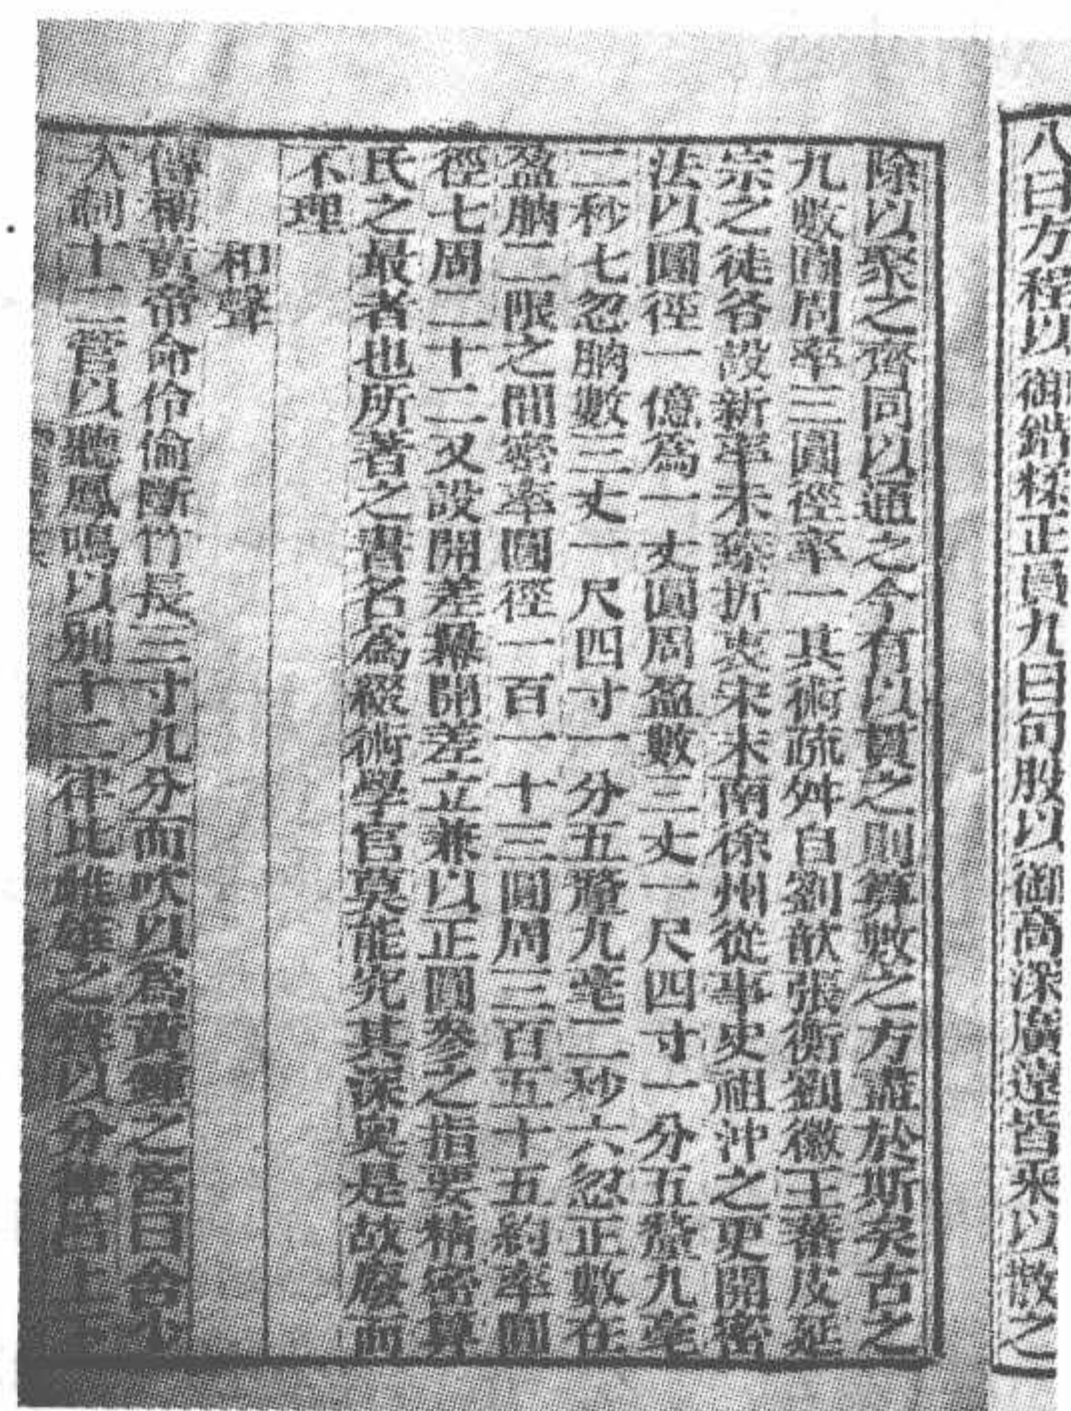 八曰方程以御錯糅正負九曰句股以御高深廣遠皆乘以散之
除以聚之齊同以通之今有以貫之則算數之方盡於斯矣古之
九數圓周率三圓徑率一其術疏舛自劉歆張衡劉徽王蕃皮延
宗之徒各設新率未臻折衷宋末南徐州從事史祖沖之更開密
法以圓徑一億為一丈圓周盈數三丈一尺四寸一分五釐九毫
二秒七忽朒數三丈一尺四寸一分五釐九毫二秒六忽正數在
盈朒二限之間密率圓徑一百一十三圓周三百五十五約率圓
徑七周二十二又設開差冪開差立兼以正圓參之指要精密算
氏之最者也所著之書名為綴術學官莫能究其深奧是故廢而
不理
和聲
傳稱黃帝命伶倫斷竹長三寸九分而吹以為黃鍾之宮曰含少
次制十二管以聽鳳鳴以別十二律比雌雄之聲以分律呂上下